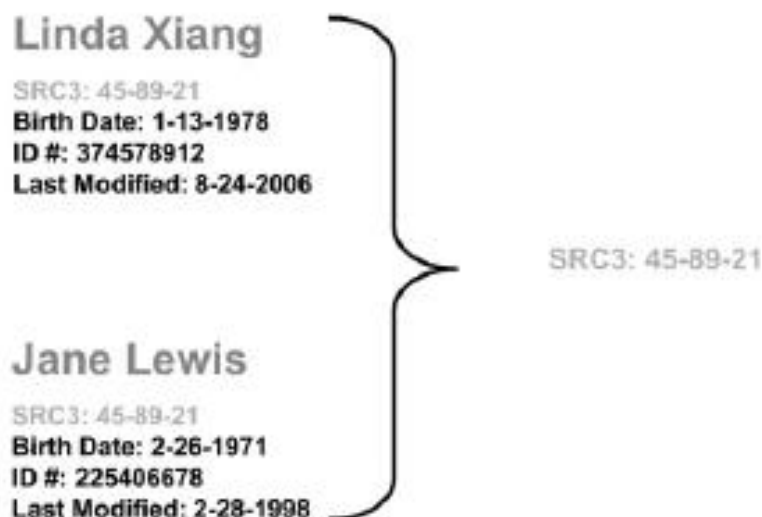 Linda Xiang
SRC3: 45-89-21
Birth Date: 1-13-1978
ID #: 374578912
Last Modified: 8-24-2006
SRC3: 45-89-21
Jane Lewis
SRC3: 45-89-21
Birth Date: 2-26-1971
ID #: 225406678
Last Modified: 2-28-1998